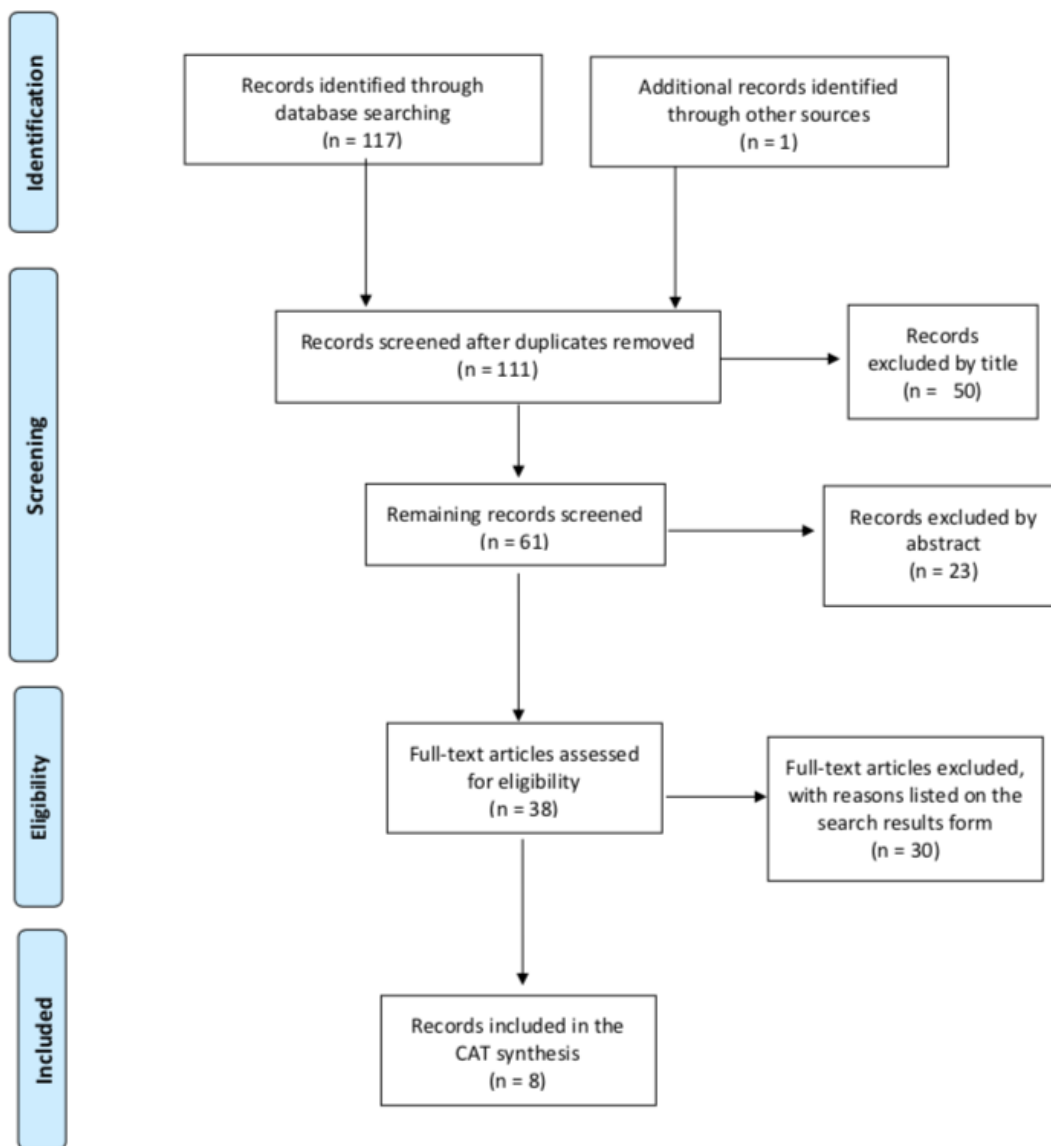 Identification
Records identified through
database searching
(n = 117)
Additional records identified
through other sources
(n = 1)
Screening
Records screened after duplicates removed
(n = 111)
Records
excluded by title
(n = 50)
Remaining records screened
(n = 61)
Records excluded by
abstract
(n = 23)
Eligibility
Full-text articles assessed
for eligibility
(n = 38)
Full-text articles excluded,
with reasons listed on the
search results form
(n = 30)
Included
Records included in the
CAT synthesis
(n = 8)